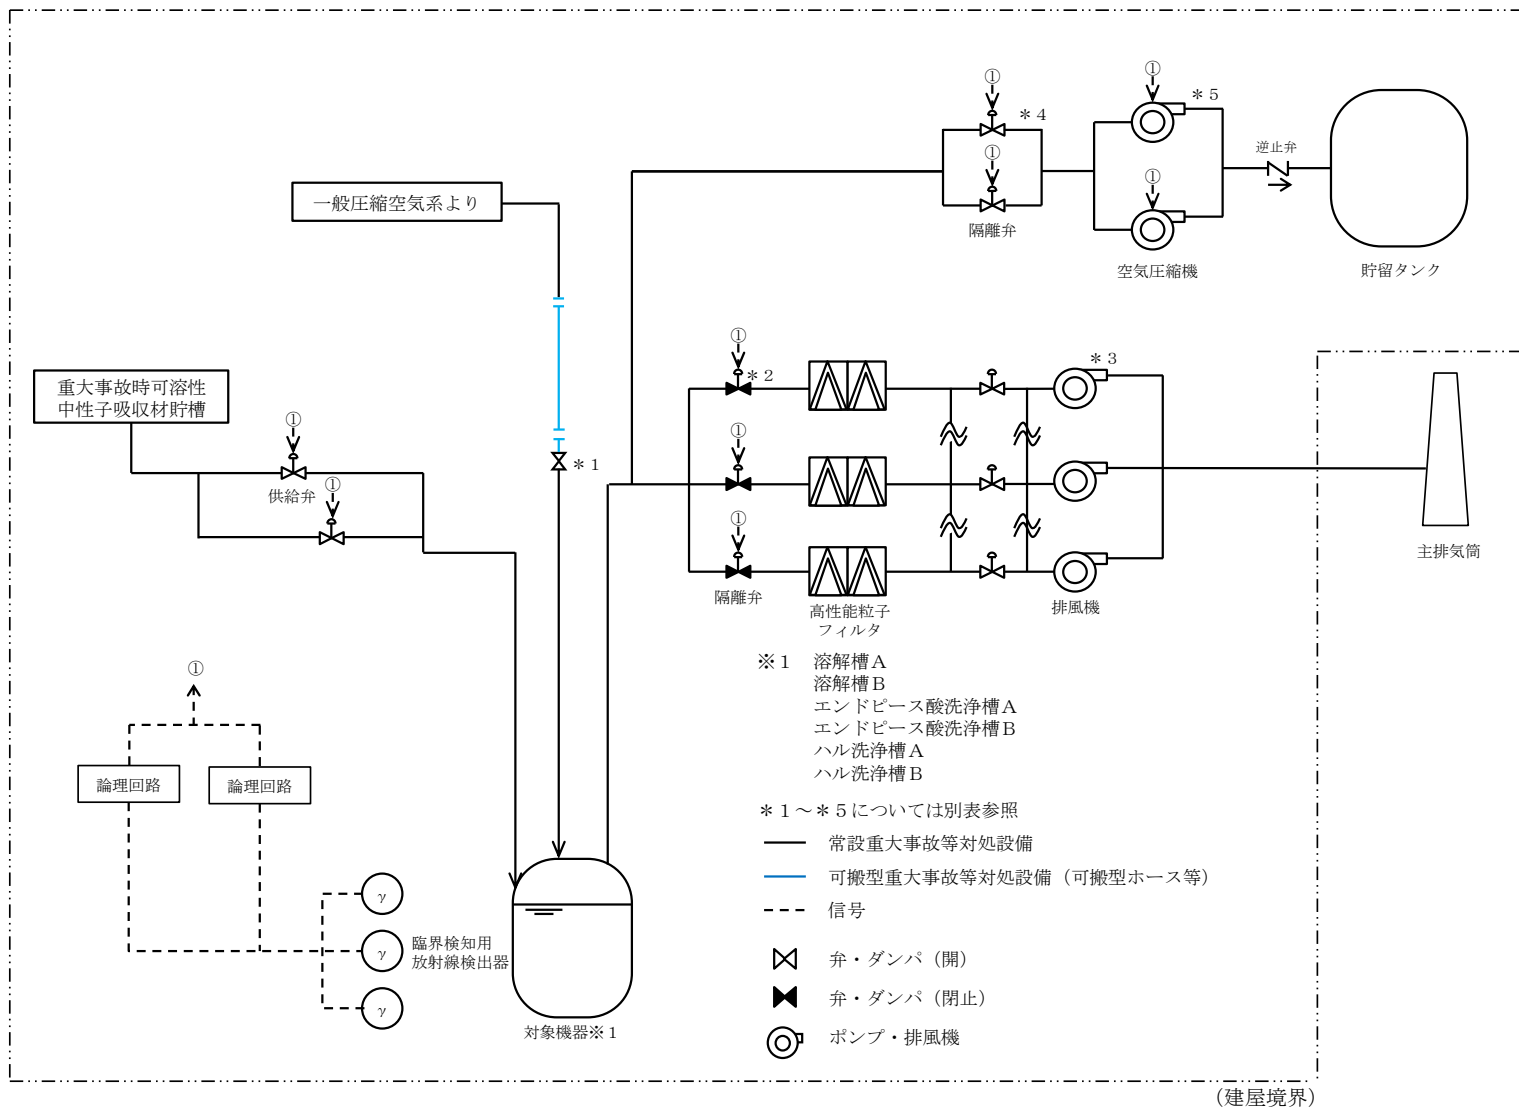 ①
①
＊４
①
＊５
①
逆止弁
隔離弁
空気圧縮機
貯留タンク
一般圧縮空気系より
重大事故時可溶性
中性子吸収材貯槽
①
供給弁
①
＊１
①
＊２
①
①
隔離弁
高性能粒子
フィルタ
＊３
排風機
主排気筒
①
論理回路
論理回路
γ
γ
γ
臨界検知用
放射線検出器
対象機器※１
※１　溶解槽Ａ
溶解槽Ｂ
エンドピース酸洗浄槽Ａ
エンドピース酸洗浄槽Ｂ
ハル洗浄槽Ａ
ハル洗浄槽Ｂ
＊１～＊５については別表参照
常設重大事故等対処設備
可搬型重大事故等対処設備（可搬型ホース等）
信号
弁・ダンパ（開）
弁・ダンパ（閉止）
ポンプ・排風機
（建屋境界）